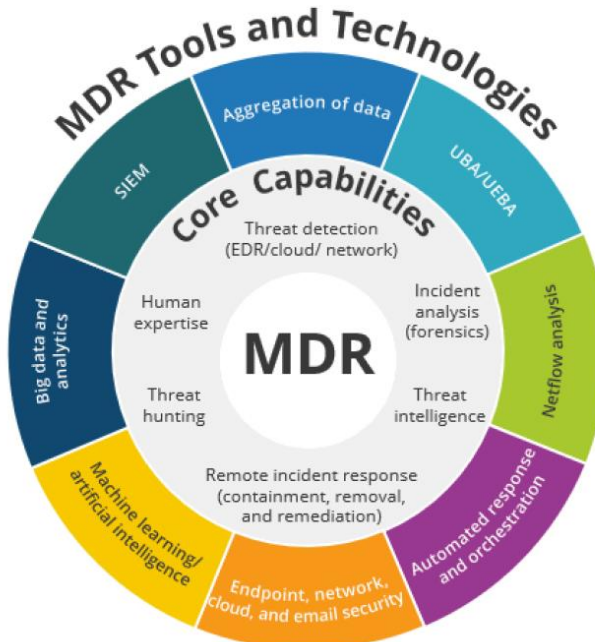 MDR Tools and Technologies
Aggregation of data
UBA/UEBA
Netflow analysis
Automated response
and orchestration
Endpoint, network,
cloud, and email security
Machine learning/
artificial intelligence
Big data and
analytics
SIEM
Core Capabilities
Threat detection
(EDR/cloud/ network)
Incident
analysis
(forensics)
Threat
intelligence
Remote incident response
(containment, removal,
and remediation)
Threat
hunting
Human
expertise
MDR